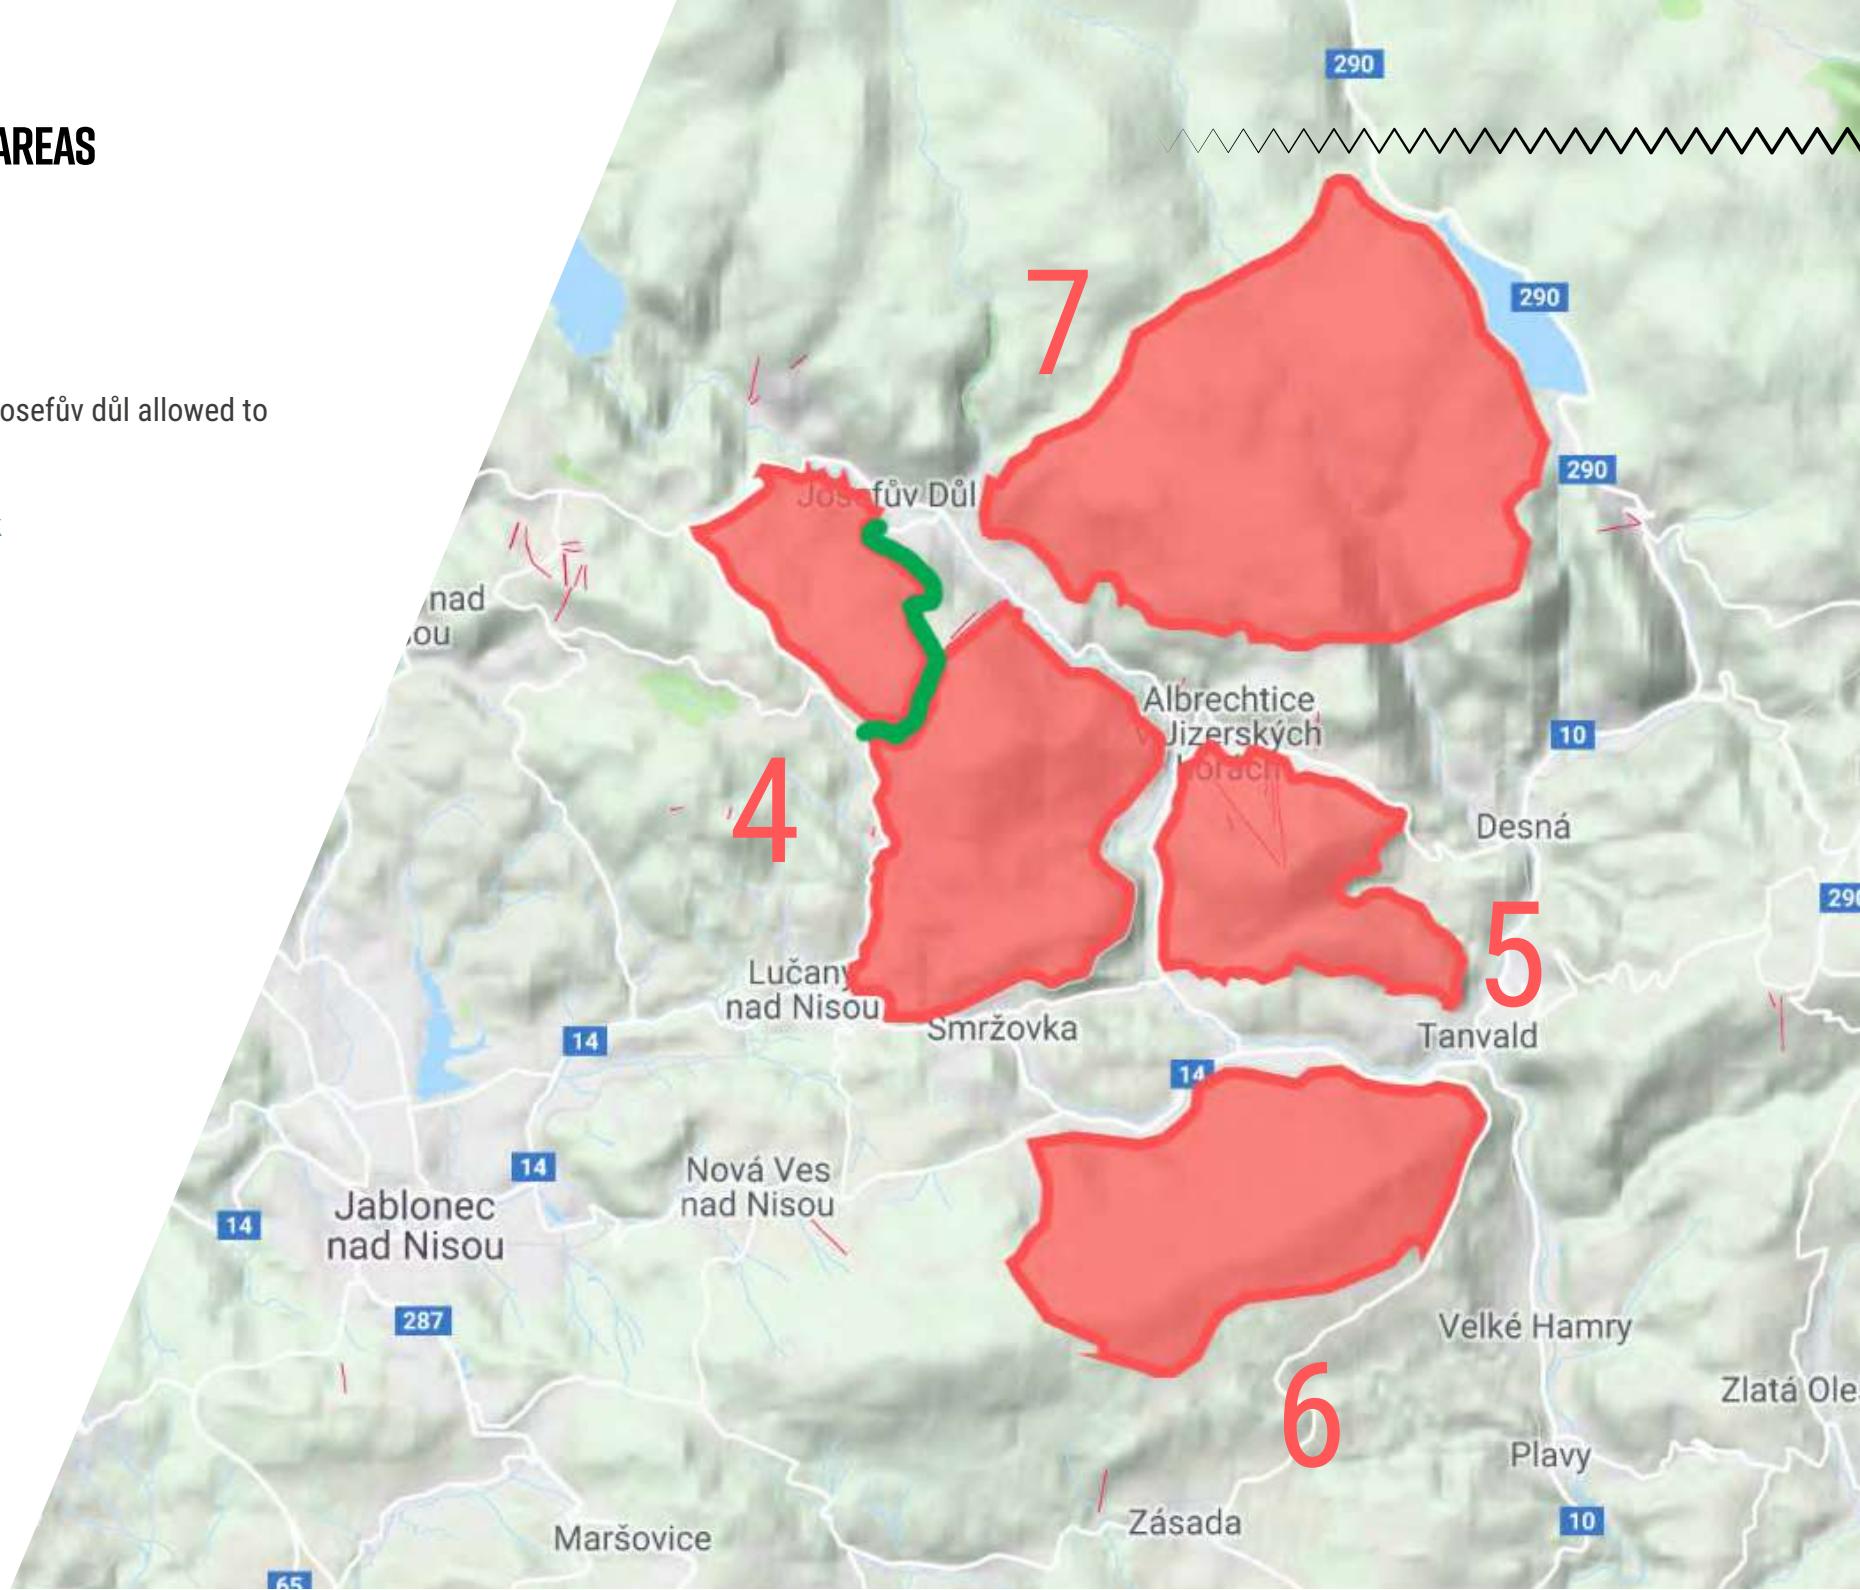 AREAS
290
290
7
osefův důl allowed to
290
Josefův Důl
nad
ou
Albrechtice
v Jizerských
horách
10
4
Desná
290
5
Lučany
nad Nisou
Smržovka
Tanvald
14
14
14
Nová Ves
nad Nisou
Jablonec
nad Nisou
14
287
Velké Hamry
6
Zlatá Ole
Plavy
Zásada
10
Maršovice
65